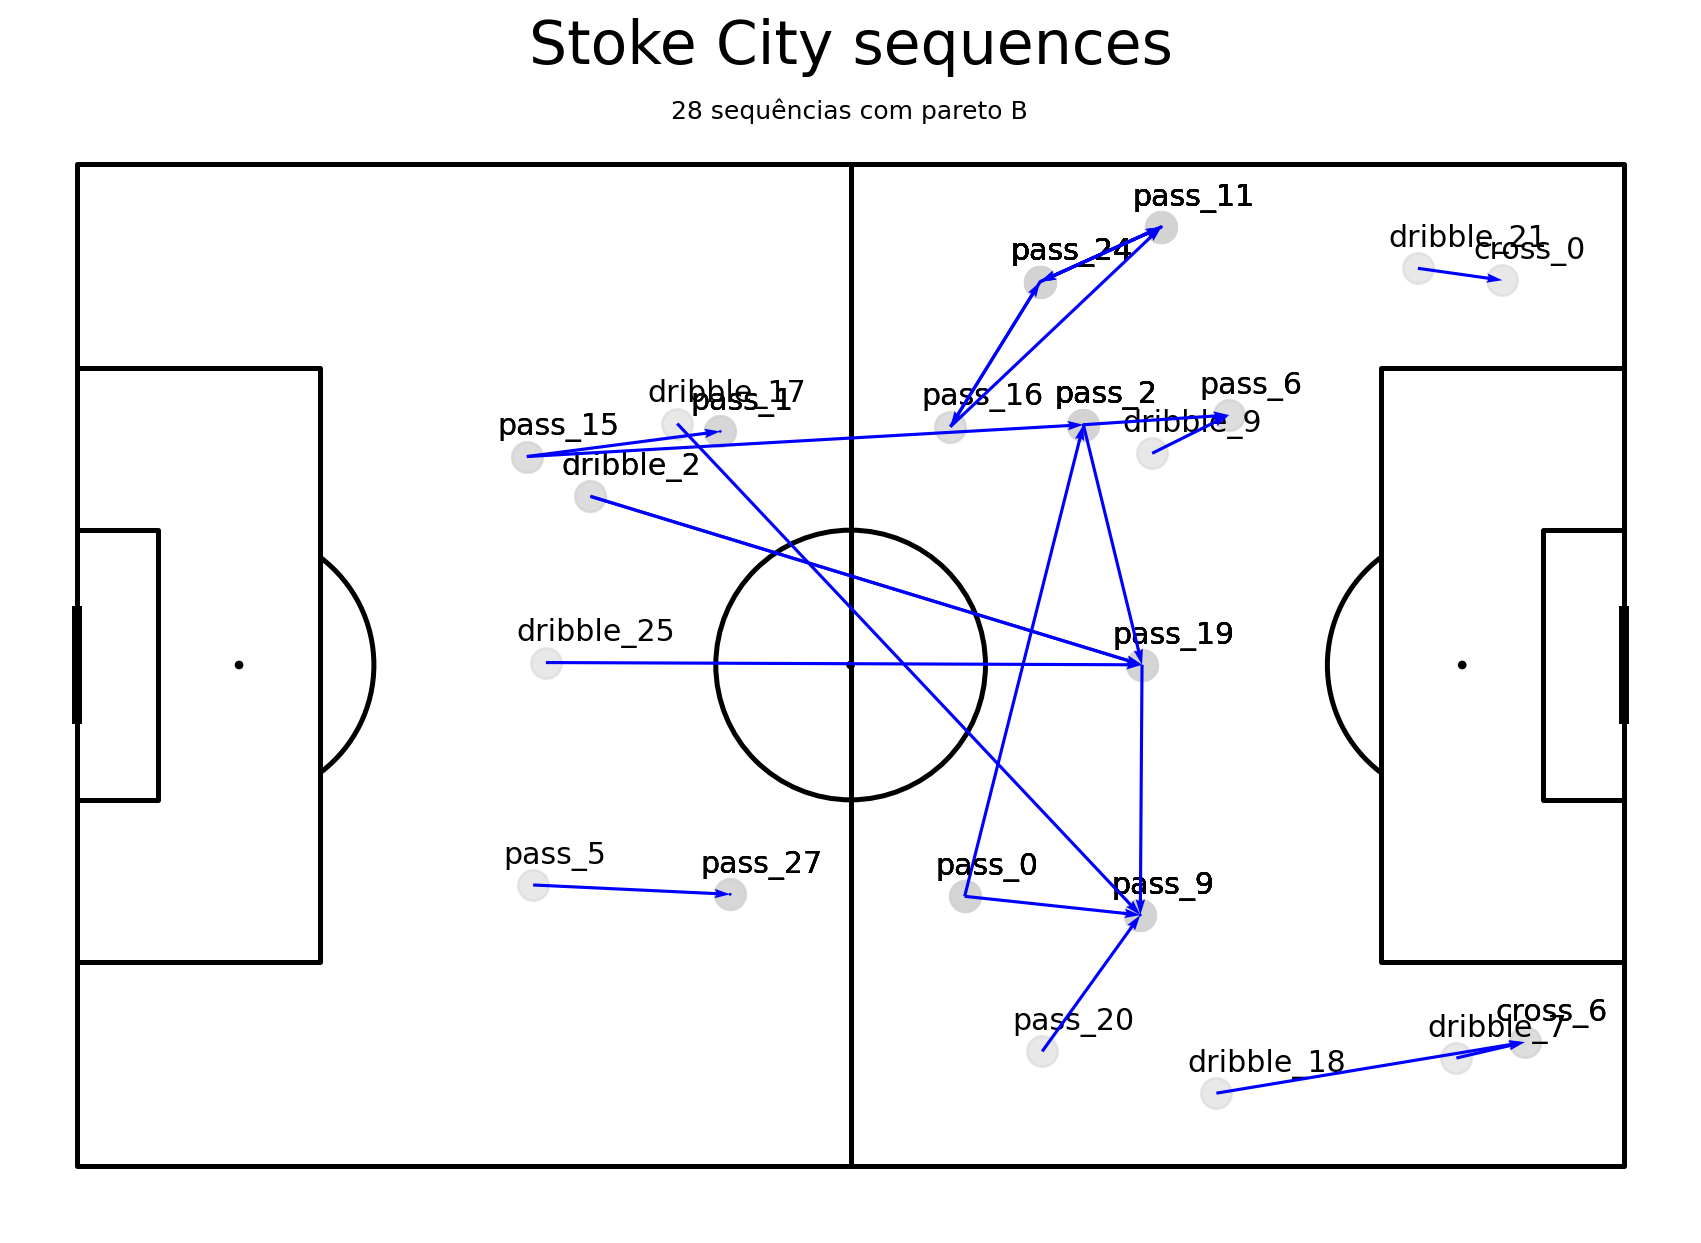 Stoke City sequences
28 sequências com pareto B
pass_11
dribble_21
cross_0
pass_24
dribble_17
pass_1
pass_15
dribble_2
pass_16
pass_2
pass_6
dribble_9
dribble_25
pass_19
pass_5
pass_27
pass_0
pass_9
pass_20
dribble_18
cross_6
dribble_7